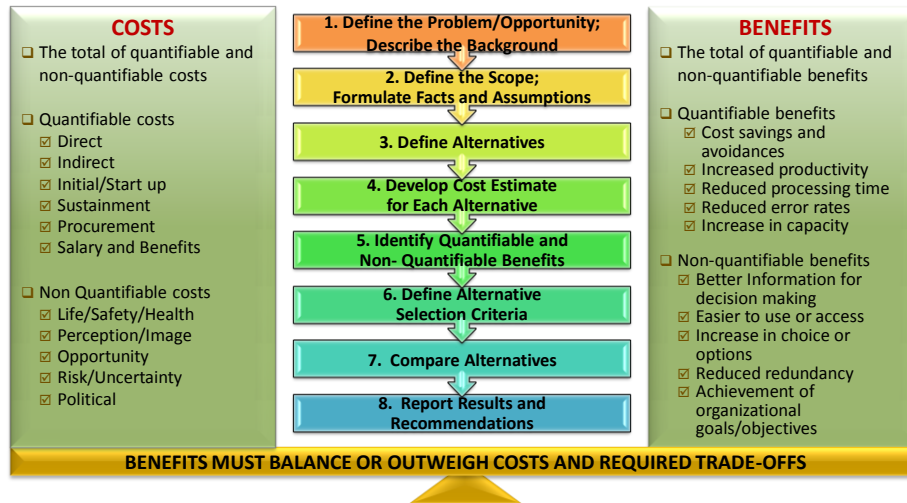 COSTS
The total of quantifiable and
non-quantifiable costs
Quantifiable costs
Direct
Indirect
Initial/Start up
Sustainment
Procurement
Salary and Benefits
Non Quantifiable costs
Life/Safety/Health
Perception/Image
Opportunity
Risk/Uncertainty
Political
1. Define the Problem/Opportunity;
Describe the Background
2. Define the Scope;
Formulate Facts and Assumptions
3. Define Alternatives
4. Develop Cost Estimate
for Each Alternative
5. Identify Quantifiable and
Non- Quantifiable Benefits
6. Define Alternative
Selection Criteria
7. Compare Alternatives
8. Report Results and
Recommendations
BENEFITS
The total of quantifiable and
non-quantifiable benefits
Quantifiable benefits
Cost savings and
avoidances
Increased productivity
Reduced processing time
Reduced error rates
Increase in capacity
Non-quantifiable benefits
Better Information for
decision making
Easier to use or access
Increase in choice or
options
Reduced redundancy
Achievement of
organizational
goals/objectives
BENEFITS MUST BALANCE OR OUTWEIGH COSTS AND REQUIRED TRADE-OFFS